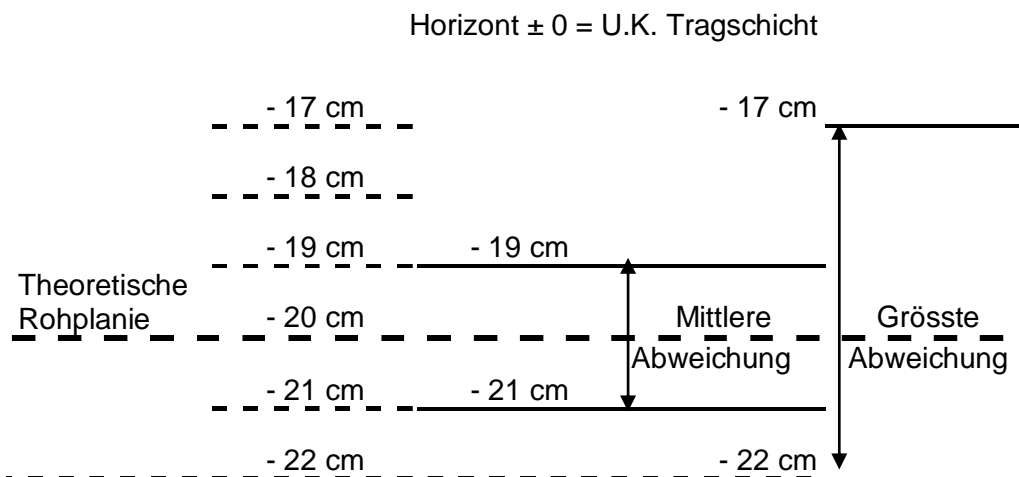 Horizont ± 0 = U.K. Tragschicht
- 17 cm - 17 cm
- 18 cm
- 19 cm - 19 cm
Theoretische
Rohplanie - 20 cm Mittlere Grösste
Abweichung Abweichung
- 21 cm - 21 cm
- 22 cm - 22 cm